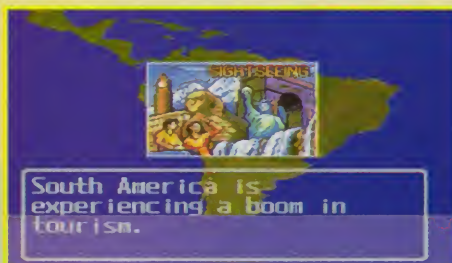 SIGHTSEEING
South America is
experiencing a boom in
tourism.